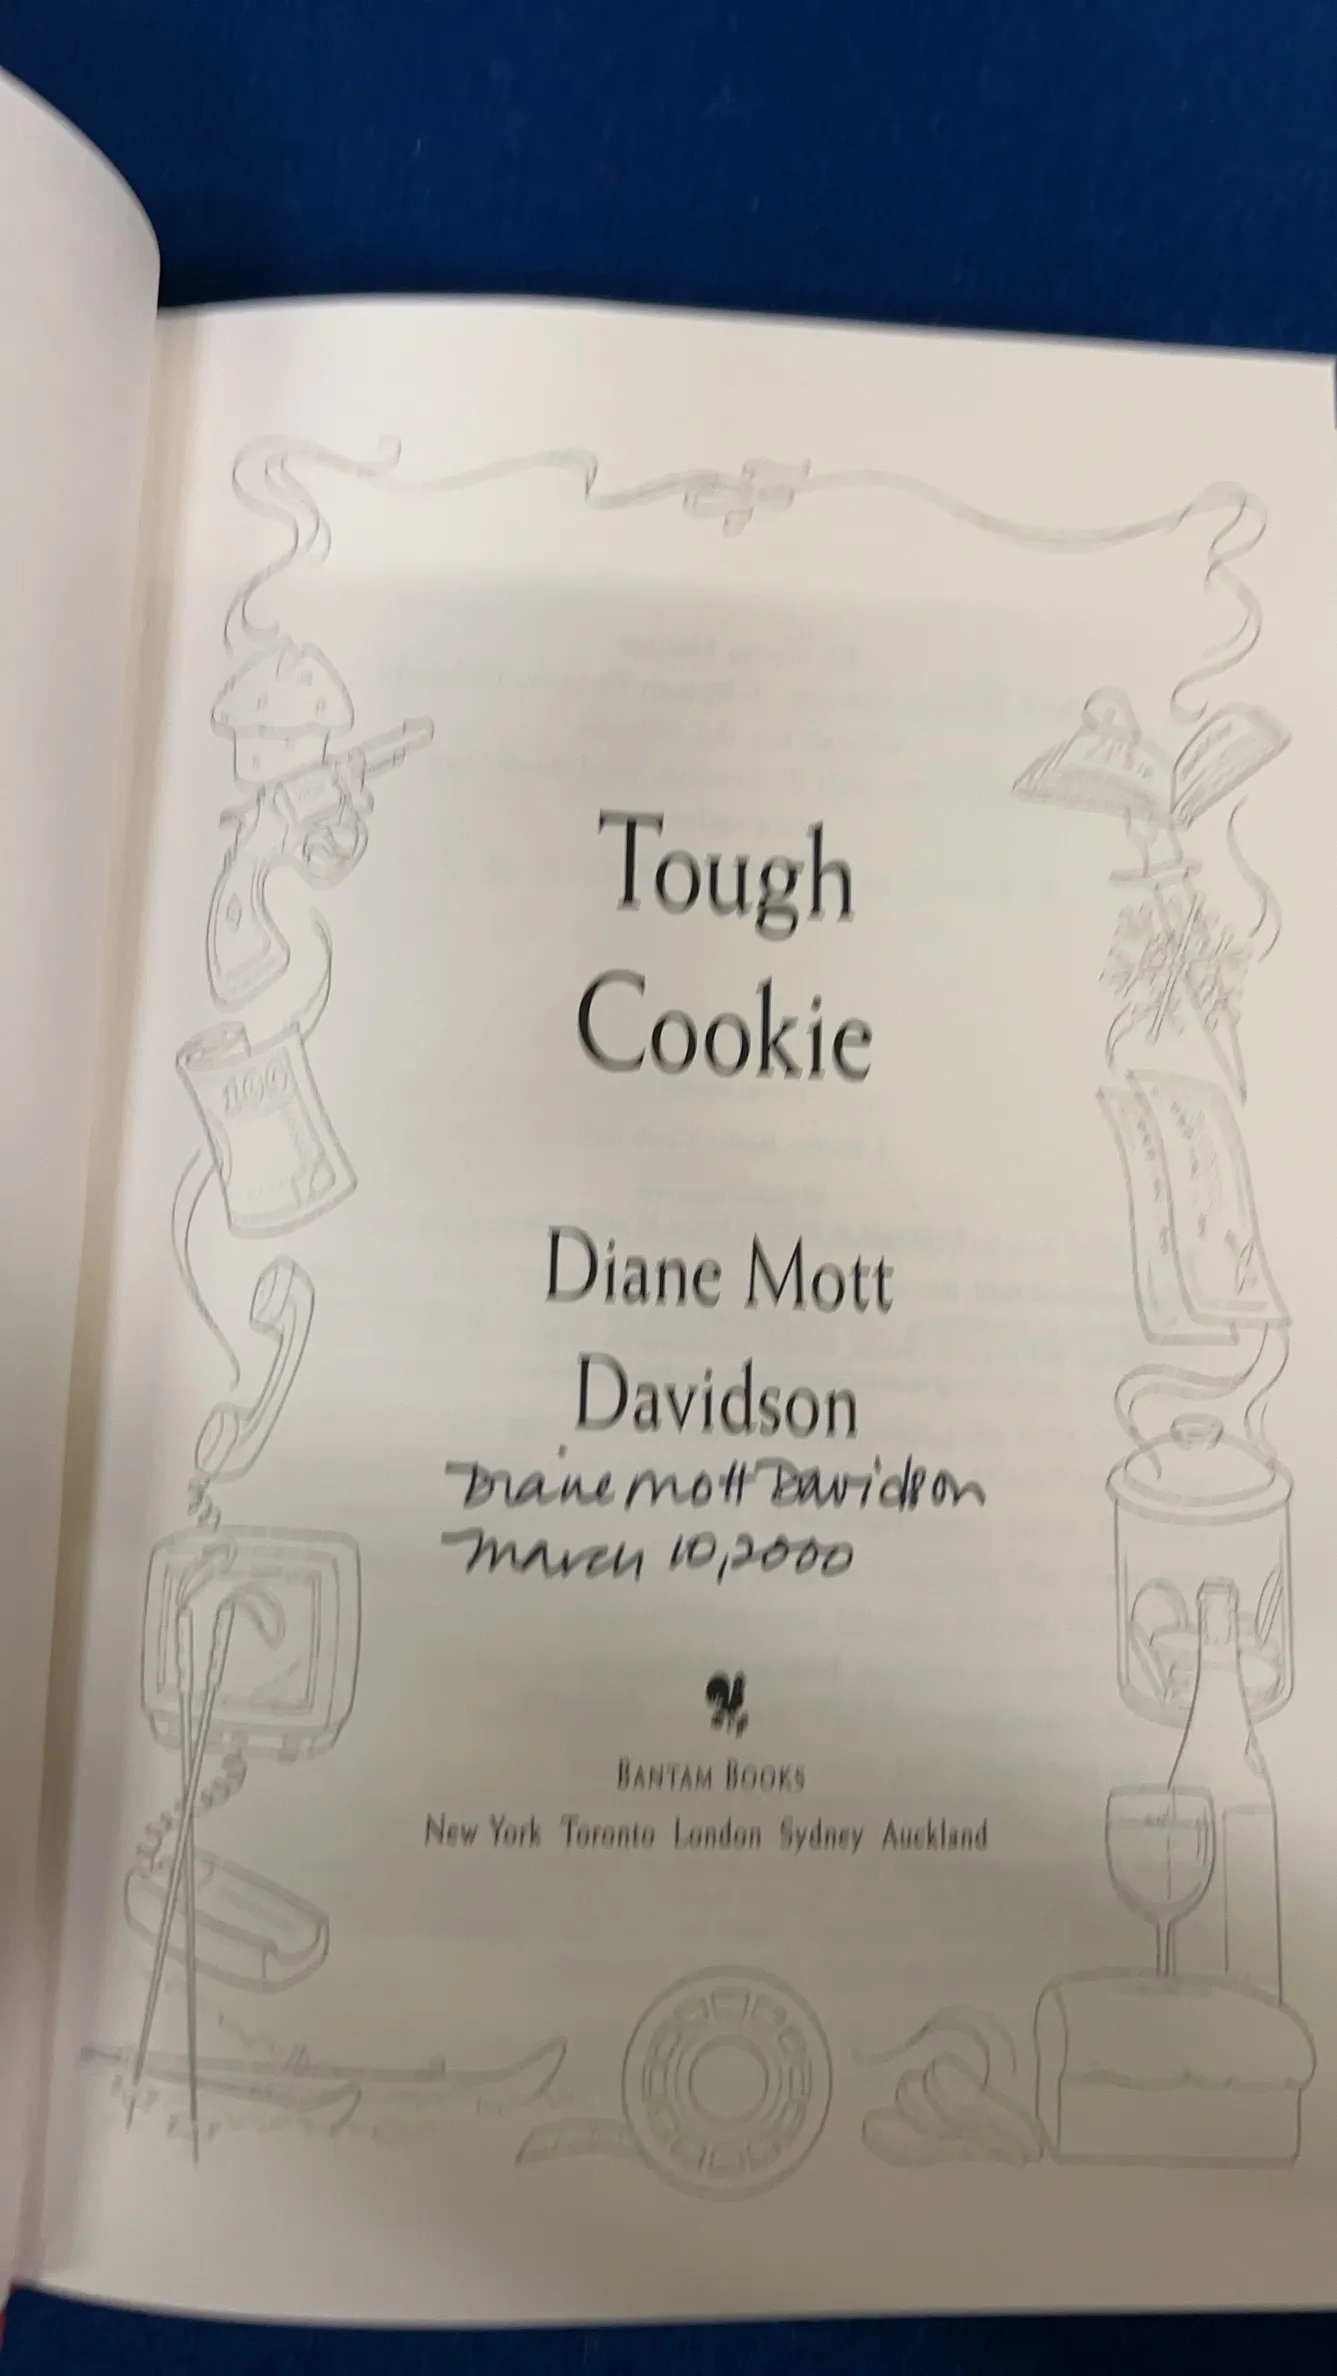 Tough
Cookie
Diane Mott
Davidson
Diane Mott Davidson
March 10, 2000
BANTAM BOOKS
New York Toronto London Sydney Auckland
100